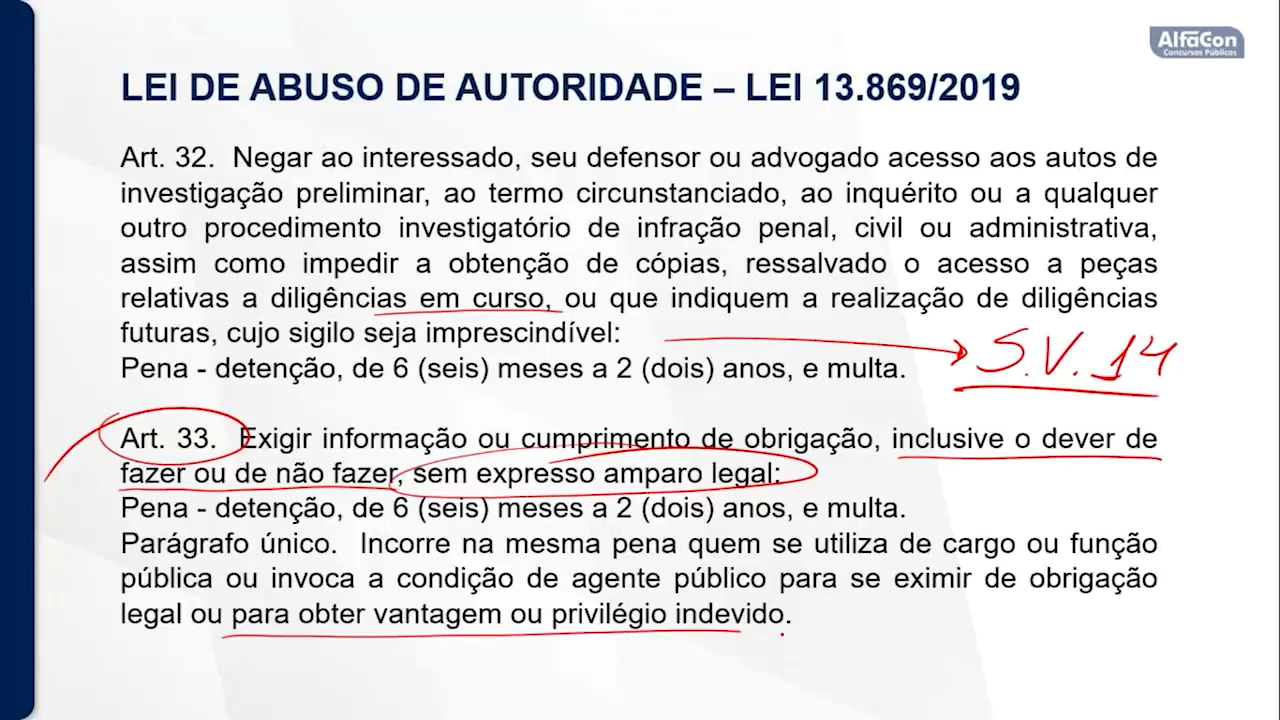 AlfaCon
Concursos Públicos
LEI DE ABUSO DE AUTORIDADE – LEI 13.869/2019
Art. 32. Negar ao interessado, seu defensor ou advogado acesso aos autos de
investigação preliminar, ao termo circunstanciado, ao inquérito ou a qualquer
outro procedimento investigatório de infração penal, civil ou administrativa,
assim como impedir a obtenção de cópias, ressalvado o acesso a peças
relativas a diligências em curso, ou que indiquem a realização de diligências
futuras, cujo sigilo seja imprescindível:
S.V. 14
Pena - detenção, de 6 (seis) meses a 2 (dois) anos, e multa.
Art. 33. Exigir informação ou cumprimento de obrigação, inclusive o dever de
fazer ou de não fazer, sem expresso amparo legal:
Pena - detenção, de 6 (seis) meses a 2 (dois) anos, e multa.
Parágrafo único. Incorre na mesma pena quem se utiliza de cargo ou função
pública ou invoca a condição de agente público para se eximir de obrigação
legal ou para obter vantagem ou privilégio indevido.